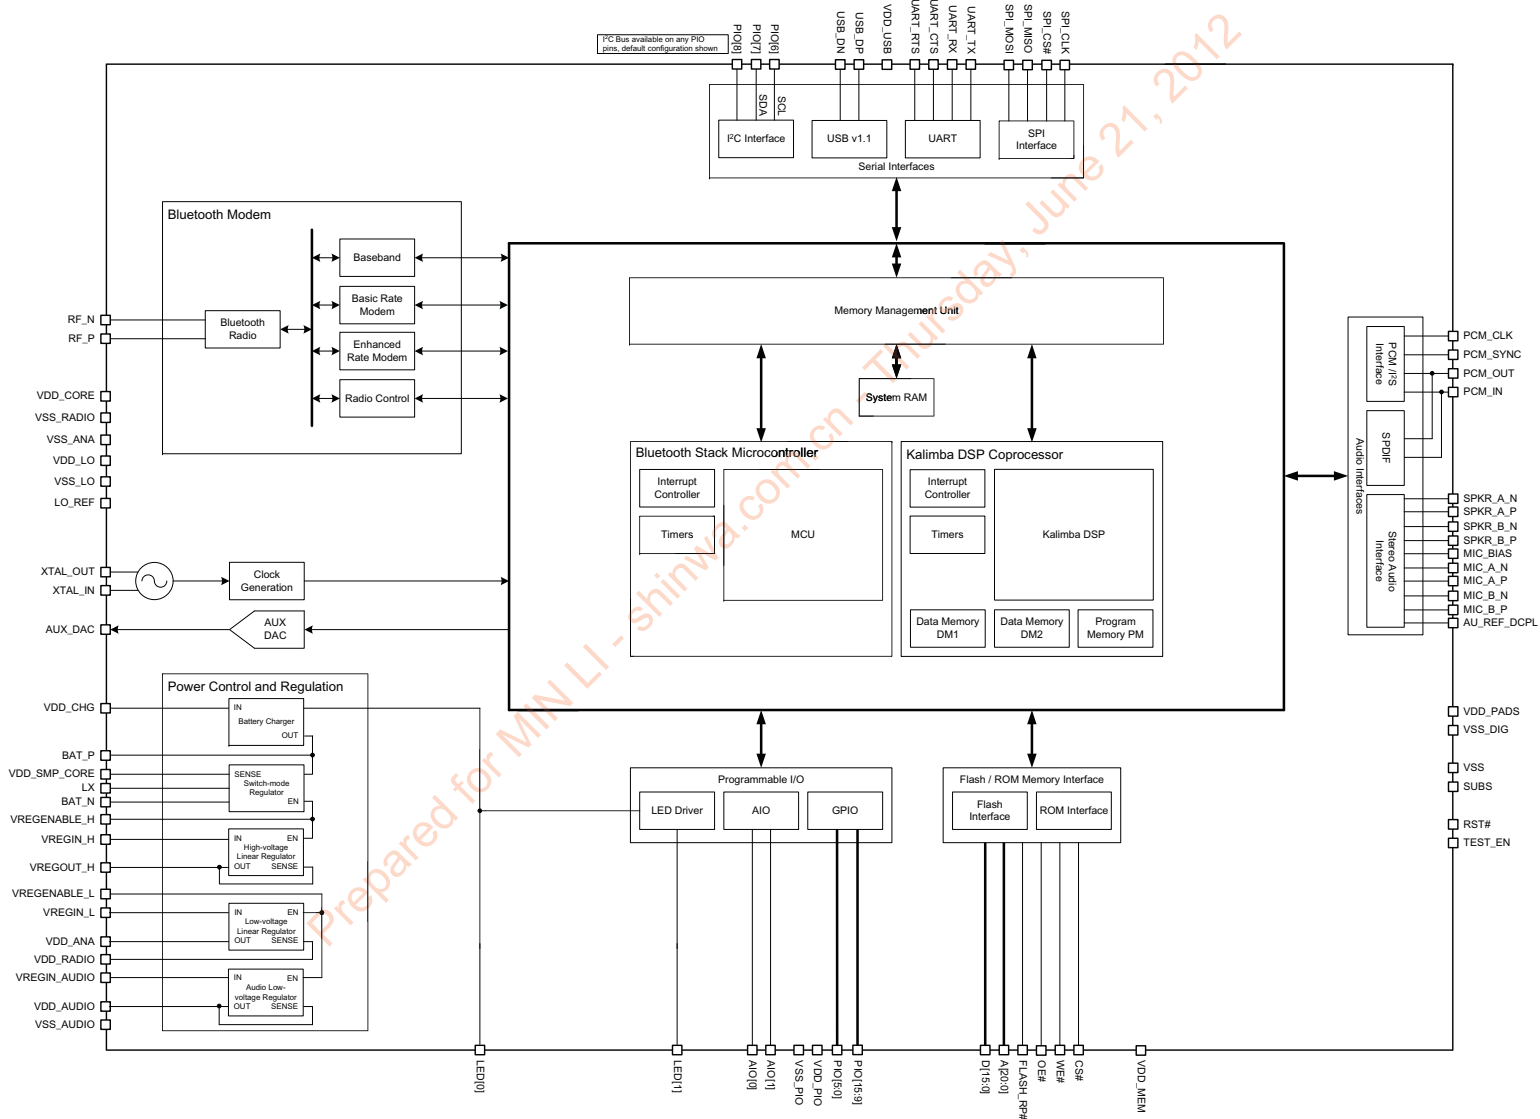 I²C Bus available on any PIO
pins, default configuration shown
PIO[8]
PIO[7]
PIO[6]
USB_DN
USB_DP
VDD_USB
UART_RTS
UART_CTS
UART_RX
UART_TX
SPI_MOSI
SPI_MISO
SPI_CS#
SPI_CLK
SDA
SCL
I²C Interface
USB v1.1
UART
SPI
Interface
Serial Interfaces
Bluetooth Modem
Baseband
Basic Rate
Modem
Enhanced
Rate Modem
Radio Control
Bluetooth
Radio
RF_N
RF_P
VDD_CORE
VSS_RADIO
VSS_ANA
VDD_LO
VSS_LO
LO_REF
XTAL_OUT
XTAL_IN
AUX_DAC
Clock
Generation
AUX
DAC
Memory Management Unit
System RAM
Bluetooth Stack Microcontroller
Interrupt
Controller
Timers
MCU
Kalimba DSP Coprocessor
Interrupt
Controller
Timers
Kalimba DSP
Data Memory
DM1
Data Memory
DM2
Program
Memory PM
PCM /I²S
Interface
SPDIF
Stereo Audio
Interface
Audio Interfaces
PCM_CLK
PCM_SYNC
PCM_OUT
PCM_IN
SPKR_A_N
SPKR_A_P
SPKR_B_N
SPKR_B_P
MIC_BIAS
MIC_A_N
MIC_A_P
MIC_B_N
MIC_B_P
AU_REF_DCPL
VDD_PADS
VSS_DIG
VSS
SUBS
RST#
TEST_EN
Power Control and Regulation
VDD_CHG
BAT_P
VDD_SMP_CORE
LX
BAT_N
VREGENABLE_H
VREGIN_H
VREGOUT_H
VREGENABLE_L
VREGIN_L
VDD_ANA
VDD_RADIO
VREGIN_AUDIO
VDD_AUDIO
VSS_AUDIO
IN
Battery Charger
OUT
SENSE
Switch-mode
Regulator
EN
IN EN
High-voltage
Linear Regulator
OUT SENSE
IN EN
Low-voltage
Linear Regulator
OUT SENSE
IN EN
Audio Low-
voltage Regulator
OUT SENSE
Programmable I/O
LED Driver
AIO
GPIO
Flash / ROM Memory Interface
Flash
Interface
ROM Interface
LED[0]
LED[1]
AIO[0]
AIO[1]
VSS_PIO
VDD_PIO
PIO[5:0]
PIO[15:9]
D[15:0]
A[20:0]
FLASH_RP#
OE#
WE#
CS#
VDD_MEM
Prepared for MIN LI - shinwa.com.cn - Thursday, June 21, 2012